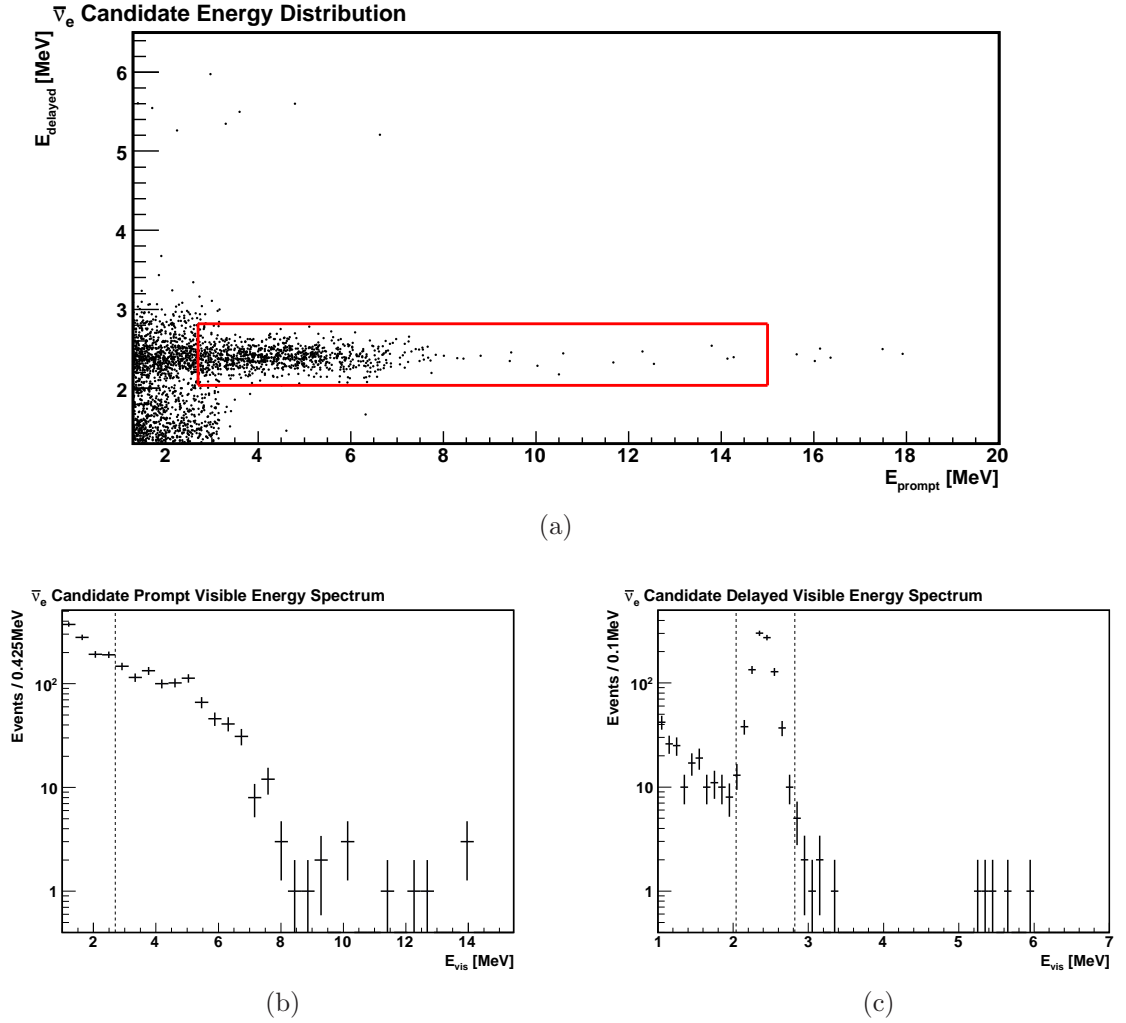 ν̅e Candidate Energy Distribution
Edelayed [MeV]
6
5
4
3
2
2 4 6 8 10 12 14 16 18 20
Eprompt [MeV]
(a)
ν̅e Candidate Prompt Visible Energy Spectrum
Events / 0.425MeV
10²
10
1
2 4 6 8 10 12 14
Evis [MeV]
(b)
ν̅e Candidate Delayed Visible Energy Spectrum
Events / 0.1MeV
10²
10
1
1 2 3 4 5 6 7
Evis [MeV]
(c)